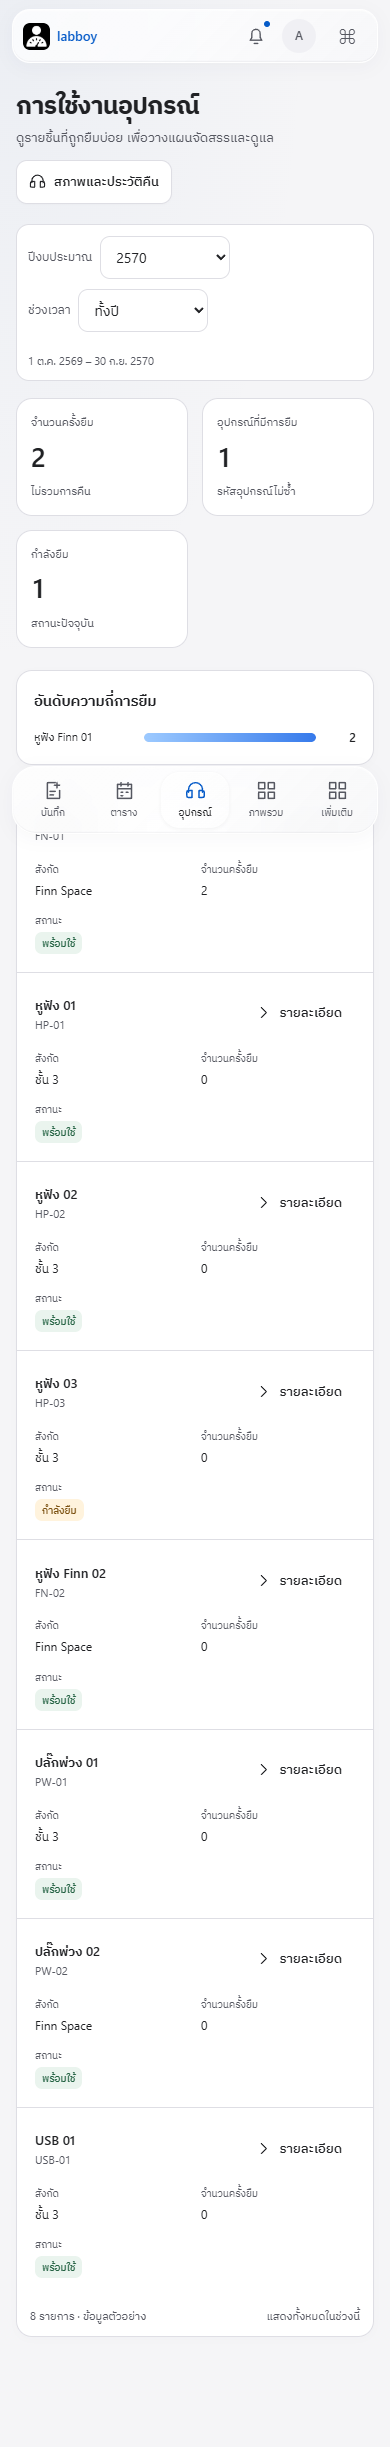 labboy
A
การใช้งานอุปกรณ์
ดูรายชิ้นที่ถูกยืมบ่อย เพื่อวางแผนจัดสรรและดูแล
สภาพและประวัติคืน
ปีงบประมาณ 2570
ช่วงเวลา ทั้งปี
1 ต.ค. 2569 – 30 ก.ย. 2570
จำนวนครั้งยืม
2
ไม่รวมการคืน
อุปกรณ์ที่มีการยืม
1
รหัสอุปกรณ์ไม่ซ้ำ
กำลังยืม
1
สถานะปัจจุบัน
อันดับความถี่การยืม
หูฟัง Finn 01 2
บันทึก ตาราง อุปกรณ์ ภาพรวม เพิ่มเติม
FN-01
สังกัด จำนวนครั้งยืม
Finn Space 2
สถานะ
พร้อมใช้
หูฟัง 01 รายละเอียด
HP-01
สังกัด จำนวนครั้งยืม
ชั้น 3 0
สถานะ
พร้อมใช้
หูฟัง 02 รายละเอียด
HP-02
สังกัด จำนวนครั้งยืม
ชั้น 3 0
สถานะ
พร้อมใช้
หูฟัง 03 รายละเอียด
HP-03
สังกัด จำนวนครั้งยืม
ชั้น 3 0
สถานะ
กำลังยืม
หูฟัง Finn 02 รายละเอียด
FN-02
สังกัด จำนวนครั้งยืม
Finn Space 0
สถานะ
พร้อมใช้
ปลั๊กพ่วง 01 รายละเอียด
PW-01
สังกัด จำนวนครั้งยืม
ชั้น 3 0
สถานะ
พร้อมใช้
ปลั๊กพ่วง 02 รายละเอียด
PW-02
สังกัด จำนวนครั้งยืม
Finn Space 0
สถานะ
พร้อมใช้
USB 01 รายละเอียด
USB-01
สังกัด จำนวนครั้งยืม
ชั้น 3 0
สถานะ
พร้อมใช้
8 รายการ · ข้อมูลตัวอย่าง แสดงทั้งหมดในช่วงนี้